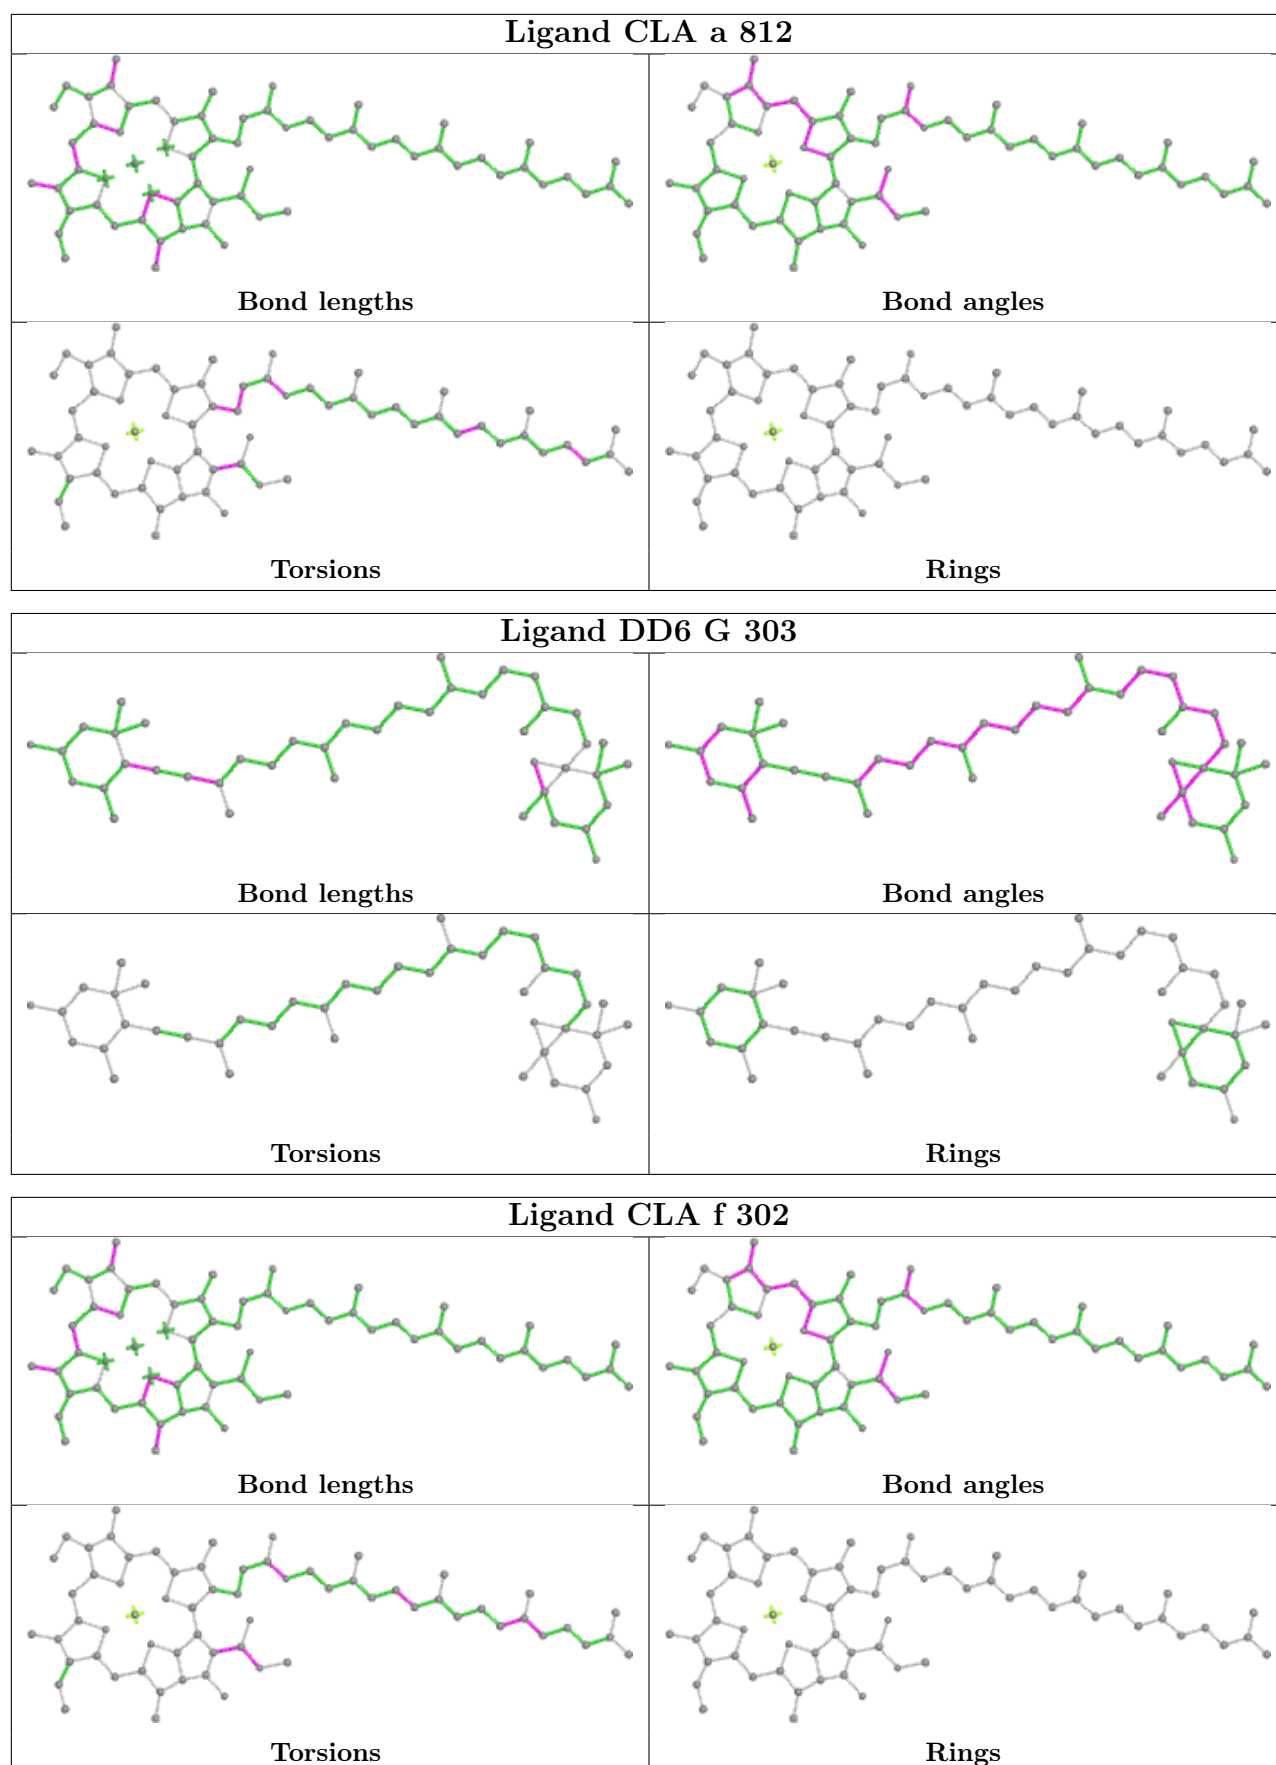 Ligand CLA a 812
Bond lengths
Bond angles
Torsions
Rings
Ligand DD6 G 303
Bond lengths
Bond angles
Torsions
Rings
Ligand CLA f 302
Bond lengths
Bond angles
Torsions
Rings